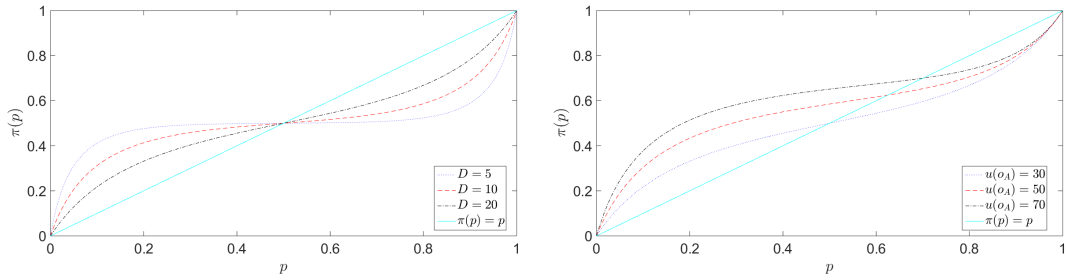 1
0.8
0.6
0.4
0.2
0
π(p)
0 0.2 0.4 0.6 0.8 1
p
D = 5
D = 10
D = 20
π(p) = p
1
0.8
0.6
0.4
0.2
0
π(p)
0 0.2 0.4 0.6 0.8 1
p
u(o_A) = 30
u(o_A) = 50
u(o_A) = 70
π(p) = p